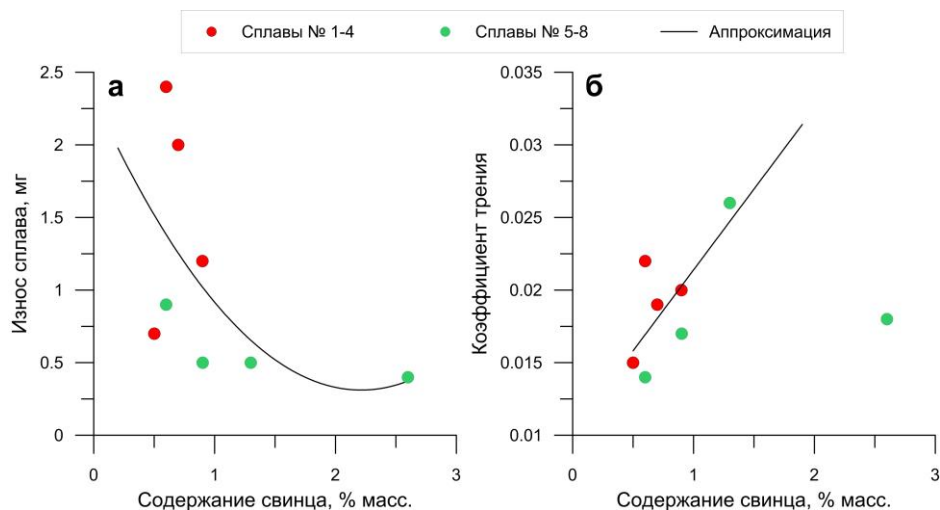 Сплавы № 1-4
Сплавы № 5-8
Аппроксимация
а
2.5
2
1.5
1
0.5
0
Износ сплава, мг
0
1
2
3
Содержание свинца, % масс.
б
0.035
0.03
0.025
0.02
0.015
0.01
Коэффициент трения
0
1
2
3
Содержание свинца, % масс.